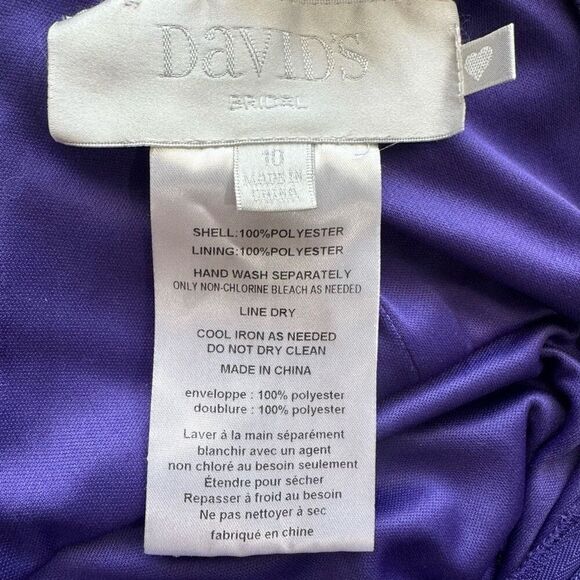 DaVID'S
BRIDAL
10
MADE IN
CHINA
SHELL:100%POLYESTER
LINING:100%POLYESTER
HAND WASH SEPARATELY
ONLY NON-CHLORINE BLEACH AS NEEDED
LINE DRY
COOL IRON AS NEEDED
DO NOT DRY CLEAN
MADE IN CHINA
enveloppe : 100% polyester
doublure : 100% polyester
Laver à la main séparément
blanchir avec un agent
non chloré au besoin seulement
Étendre pour sécher
Repasser à froid au besoin
Ne pas nettoyer à sec
fabriqué en chine